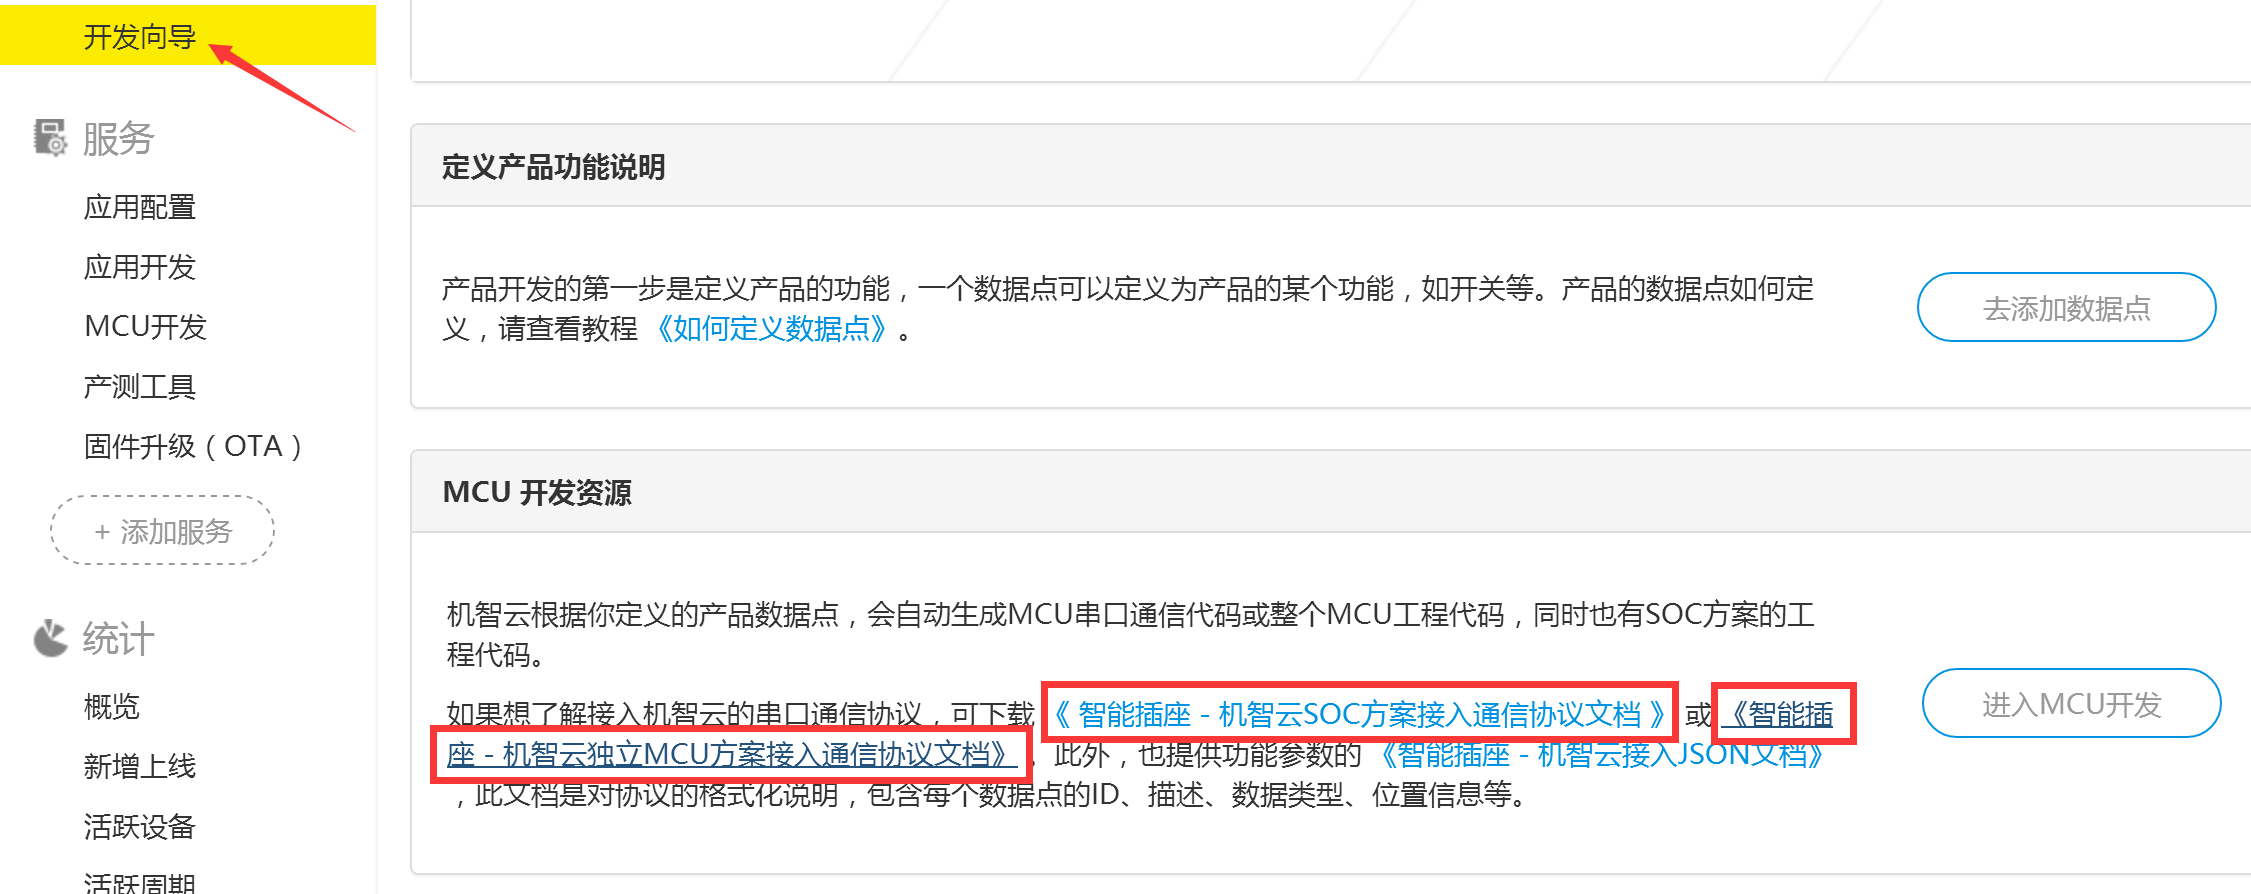 开发向导
服务
应用配置
应用开发
MCU开发
产测工具
固件升级（OTA）
+ 添加服务
统计
概览
新增上线
活跃设备
活跃周期
定义产品功能说明
产品开发的第一步是定义产品的功能，一个数据点可以定义为产品的某个功能，如开关等。产品的数据点如何定
义，请查看教程 《如何定义数据点》。
去添加数据点
MCU 开发资源
机智云根据你定义的产品数据点，会自动生成MCU串口通信代码或整个MCU工程代码，同时也有SOC方案的工
程代码。
如果想了解接入机智云的串口通信协议，可下载 《 智能插座 - 机智云SOC方案接入通信协议文档 》 或 《智能插
座 - 机智云独立MCU方案接入通信协议文档》 。此外，也提供功能参数的 《智能插座 - 机智云接入JSON文档》
，此文档是对协议的格式化说明，包含每个数据点的ID、描述、数据类型、位置信息等。
进入MCU开发